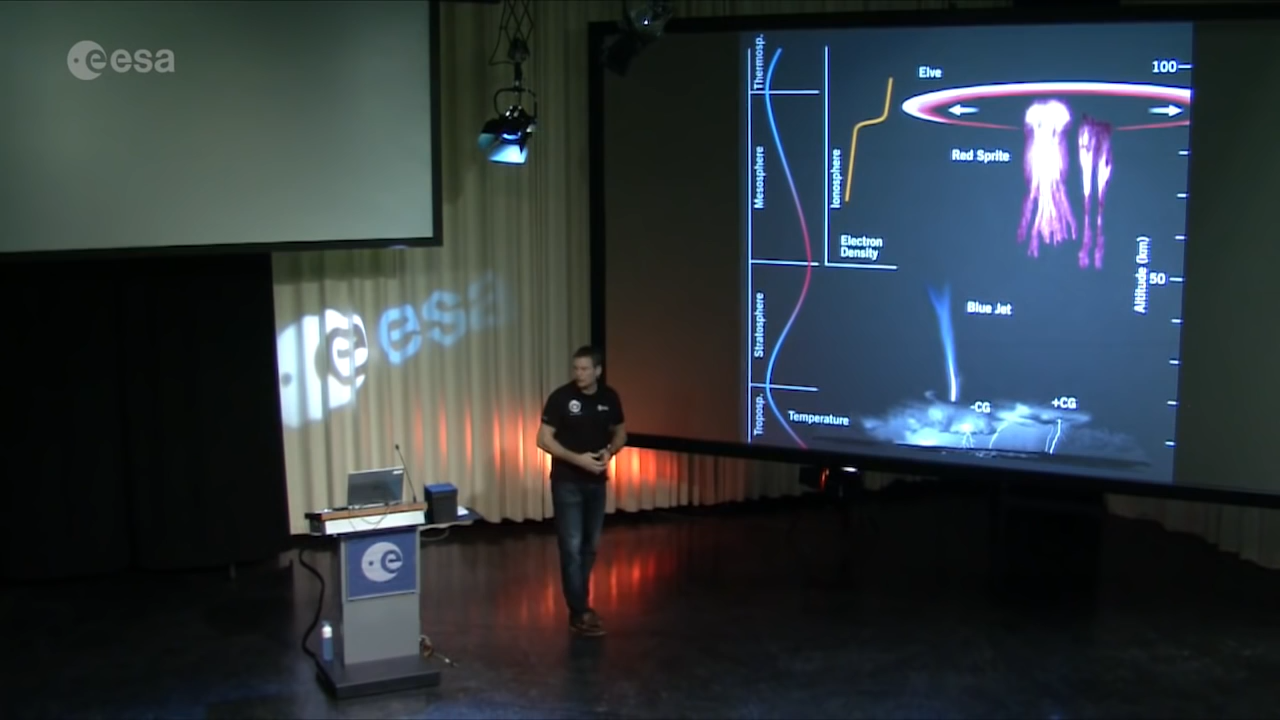 esa
esa
Thermosp.
Mesosphere
Stratosphere
Troposp.
Temperature
Ionosphere
Electron
Density
Elve
Red Sprite
Blue Jet
-CG
+CG
100
50
Altitude (km)